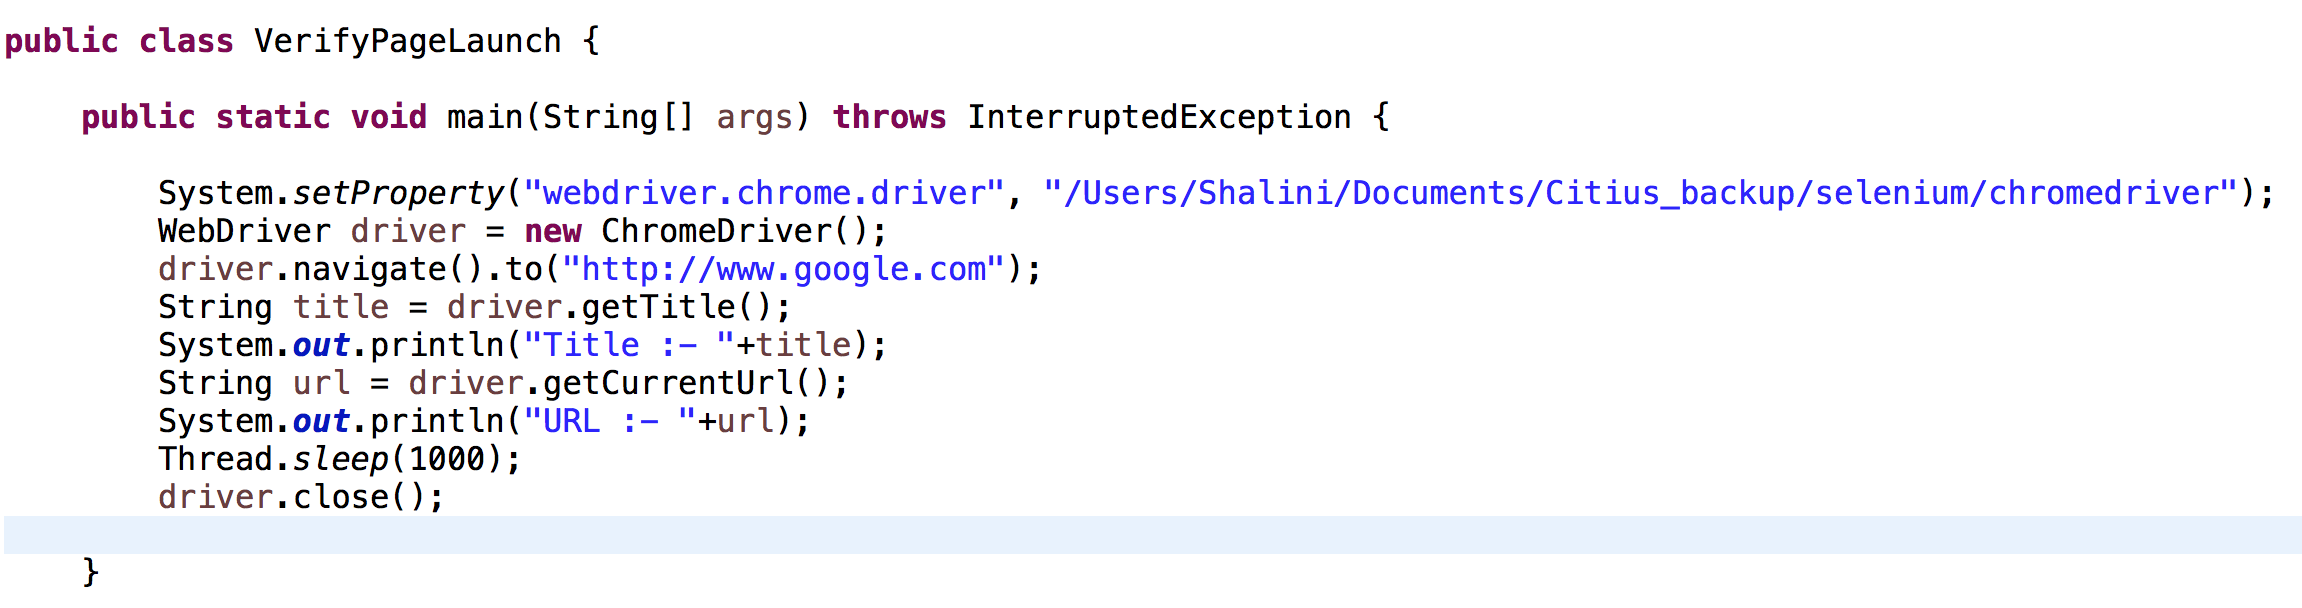 public class VerifyPageLaunch {
public static void main(String[] args) throws InterruptedException {
System.setProperty("webdriver.chrome.driver", "/Users/Shalini/Documents/Citius_backup/selenium/chromedriver");
WebDriver driver = new ChromeDriver();
driver.navigate().to("http://www.google.com");
String title = driver.getTitle();
System.out.println("Title :- "+title);
String url = driver.getCurrentUrl();
System.out.println("URL :- "+url);
Thread.sleep(1000);
driver.close();
}